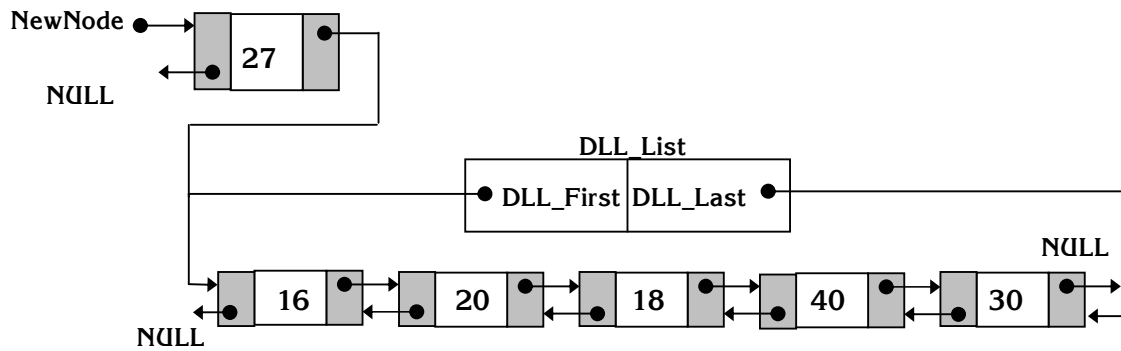 NewNode
27
NULL
DLL_List
DLL_First DLL_Last
NULL
16 20 18 40 30
NULL